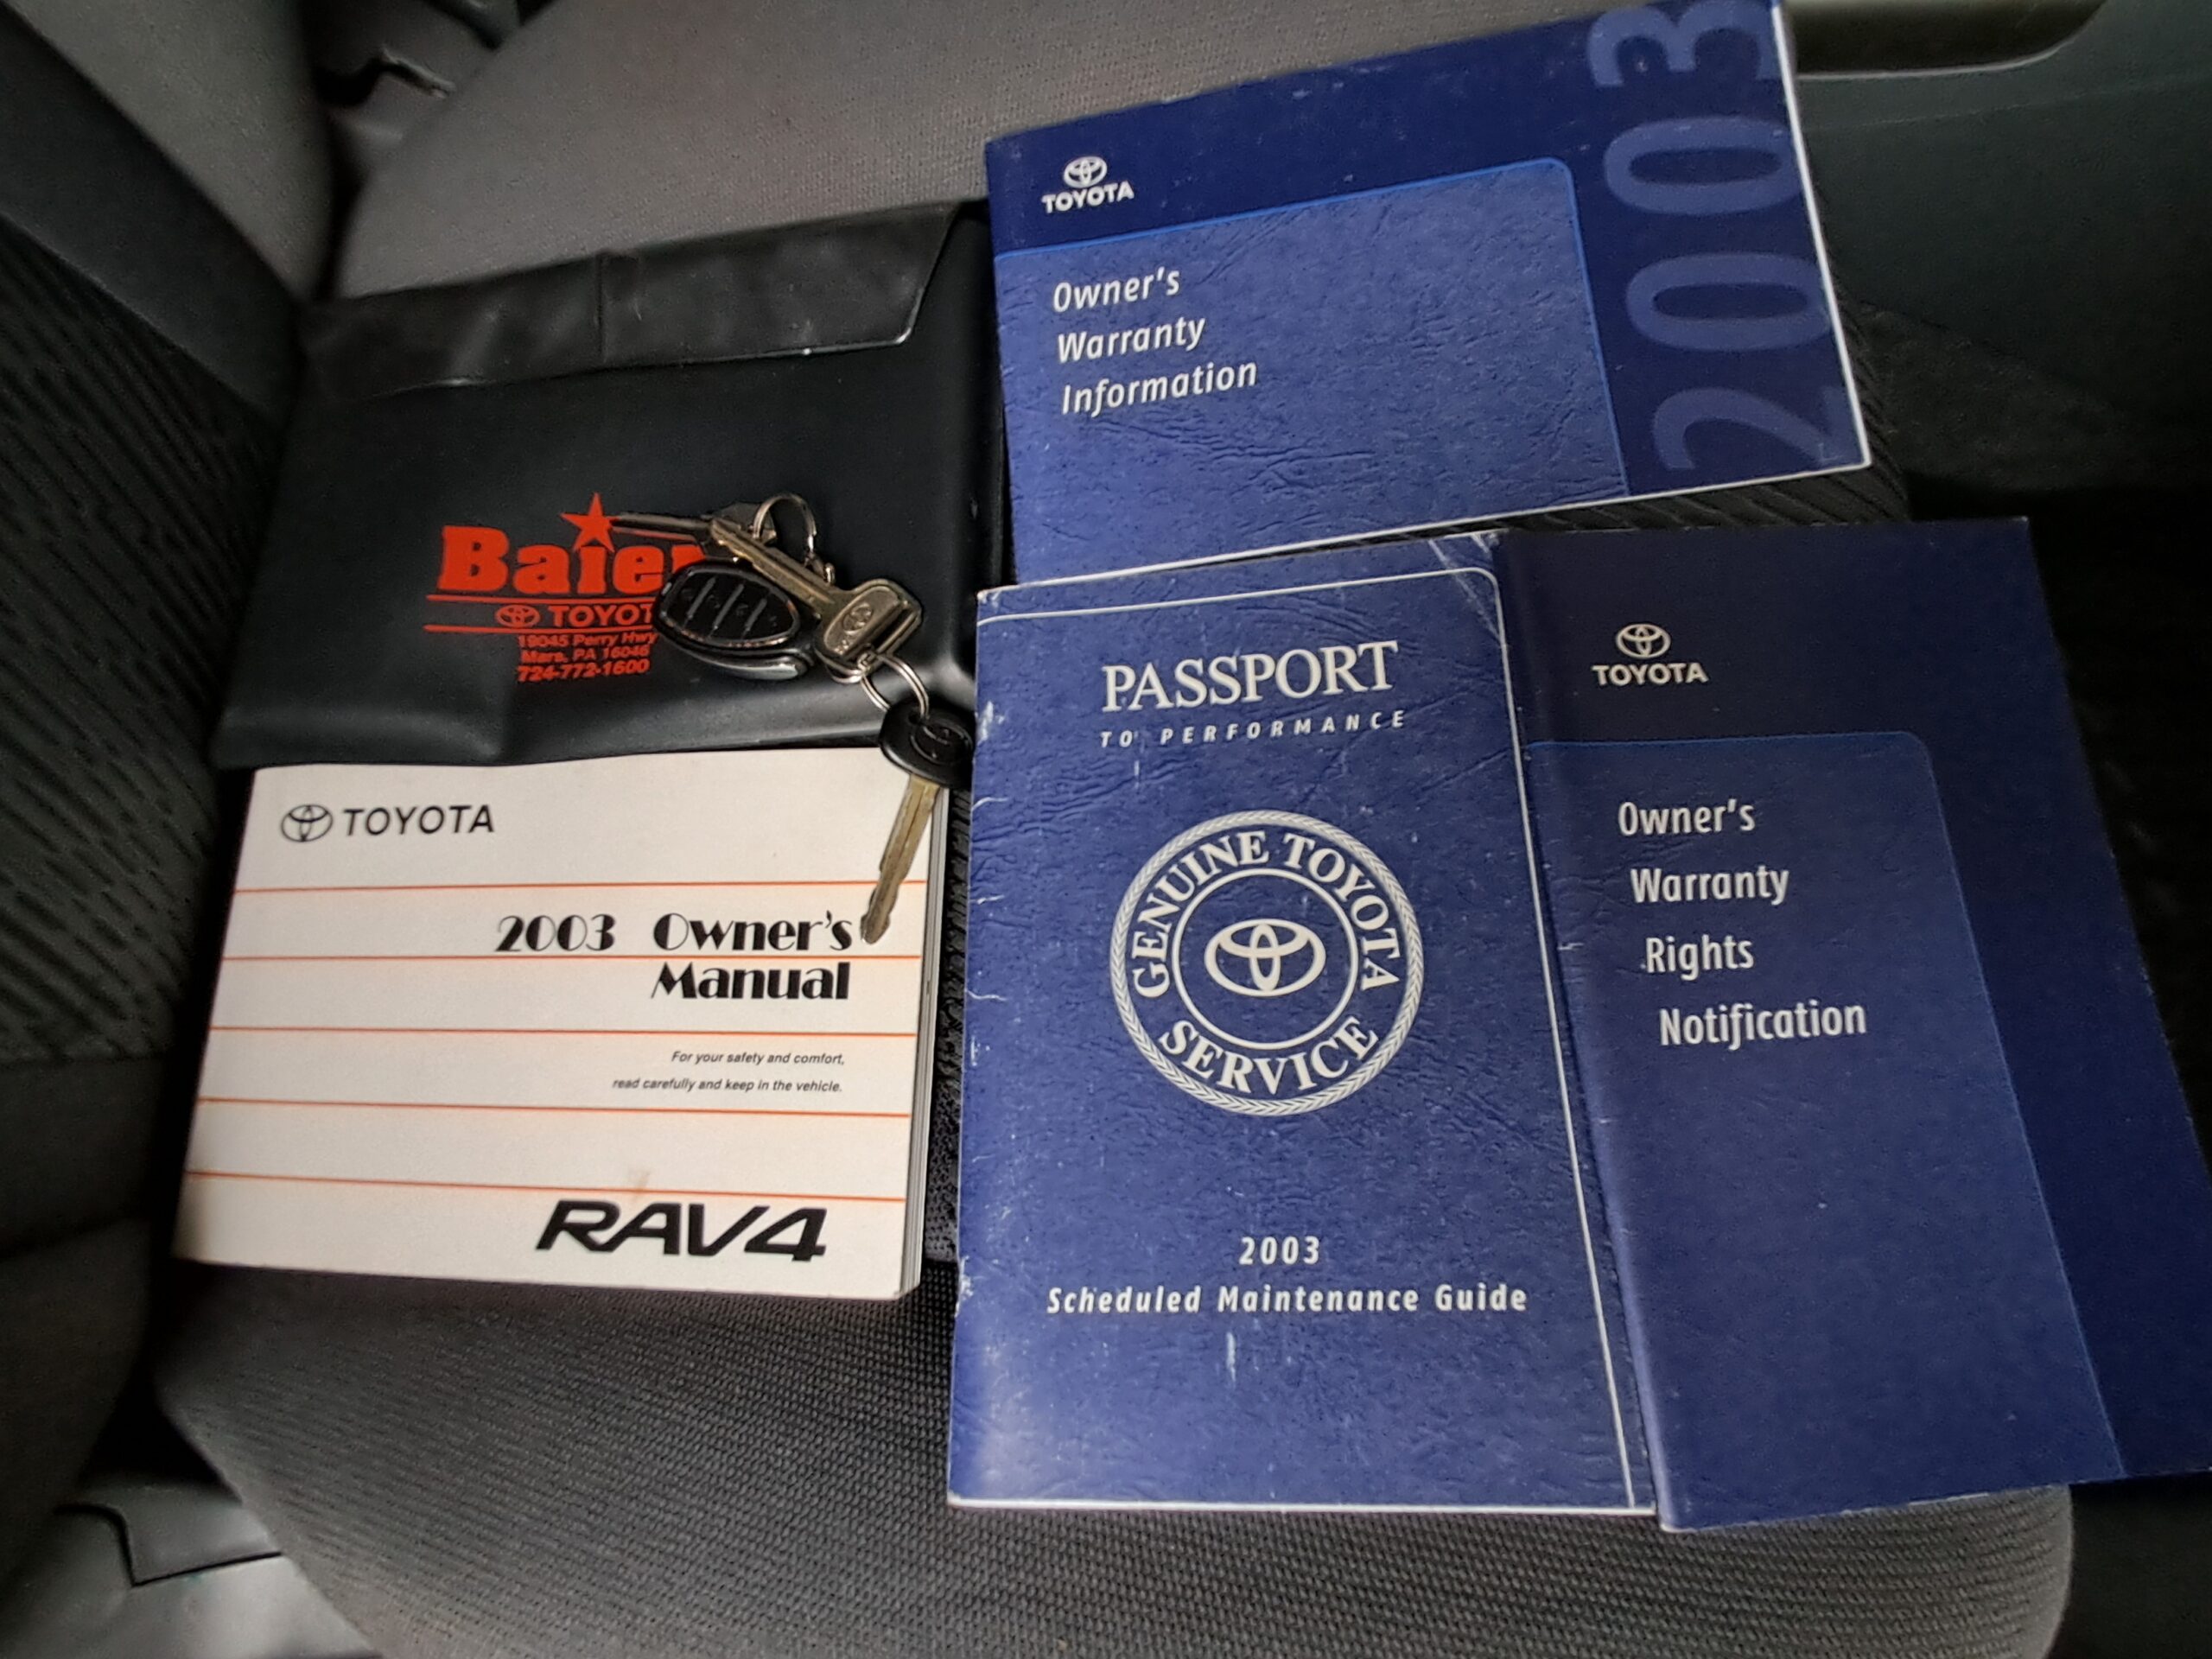 TOYOTA
Owner's
Warranty
Information
2003
Baier
TOYOT
19045 Perry Hwy
Mars, PA 16046
724-772-1600
TOYOTA
2003 Owner's
Manual
For your safety and comfort,
read carefully and keep in the vehicle.
RAV4
PASSPORT
TO PERFORMANCE
GENUINE TOYOTA
SERVICE
2003
Scheduled Maintenance Guide
TOYOTA
Owner's
Warranty
Rights
Notification